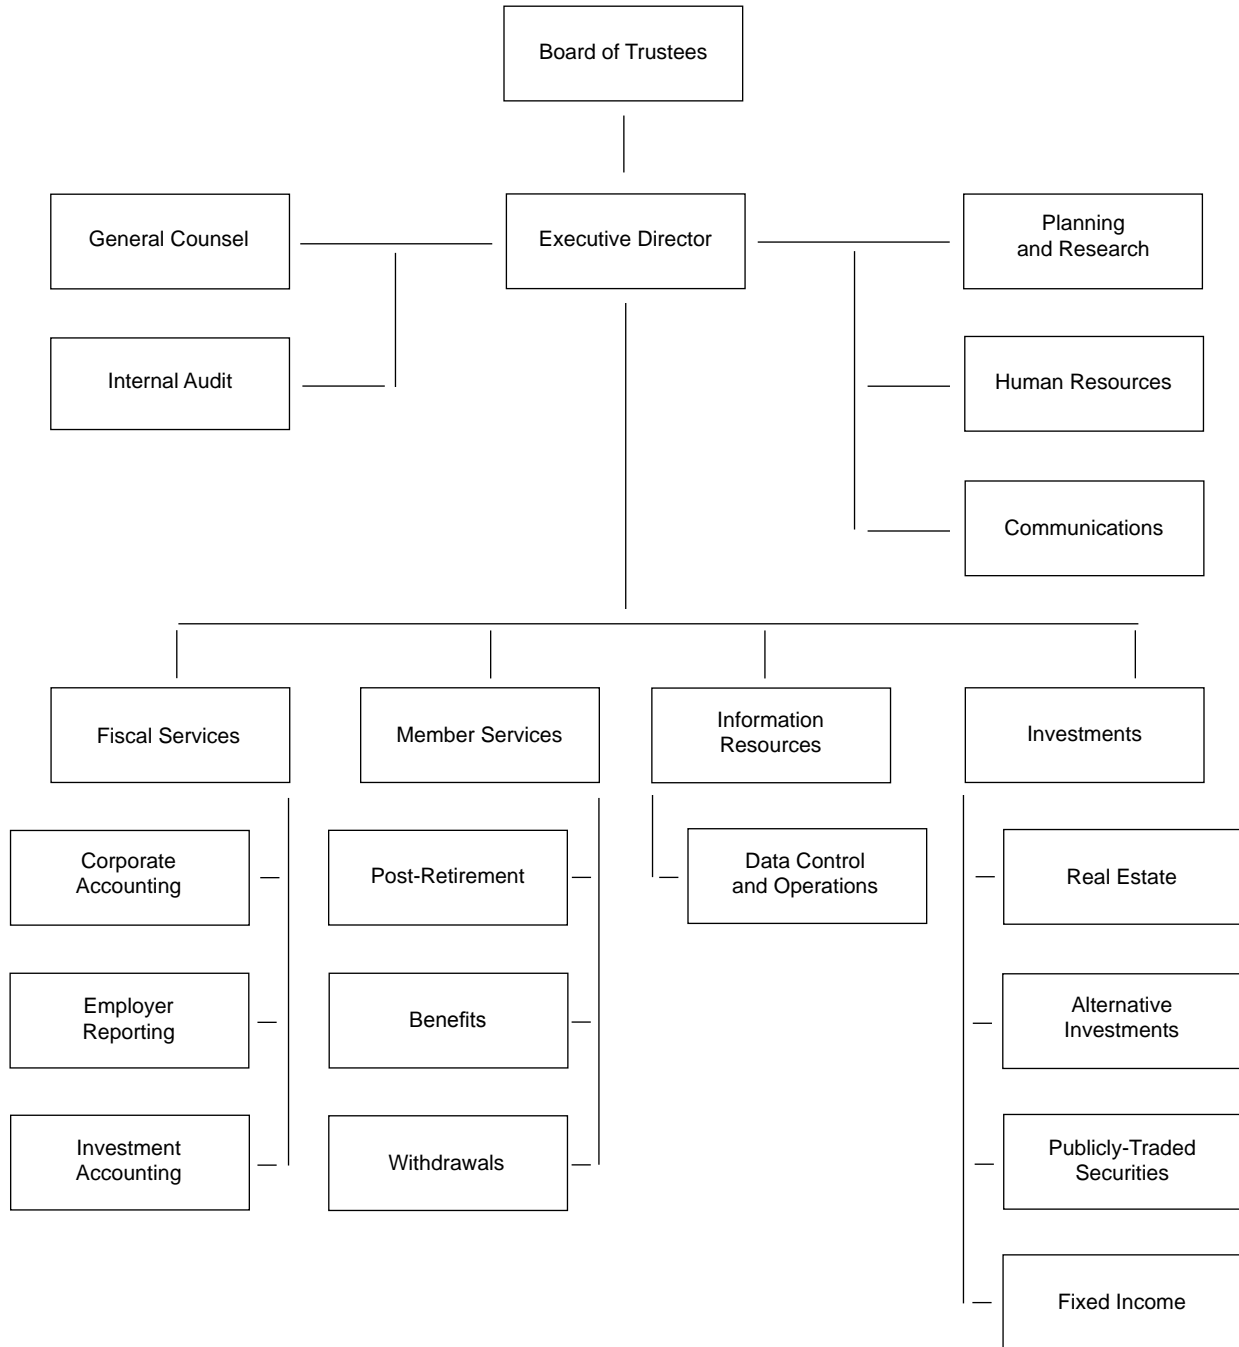 Board of Trustees
General Counsel
Executive Director
Planning
and Research
Internal Audit
Human Resources
Communications
Fiscal Services
Member Services
Information
Resources
Investments
Corporate
Accounting
Post-Retirement
Data Control
and Operations
Real Estate
Employer
Reporting
Benefits
Alternative
Investments
Investment
Accounting
Withdrawals
Publicly-Traded
Securities
Fixed Income